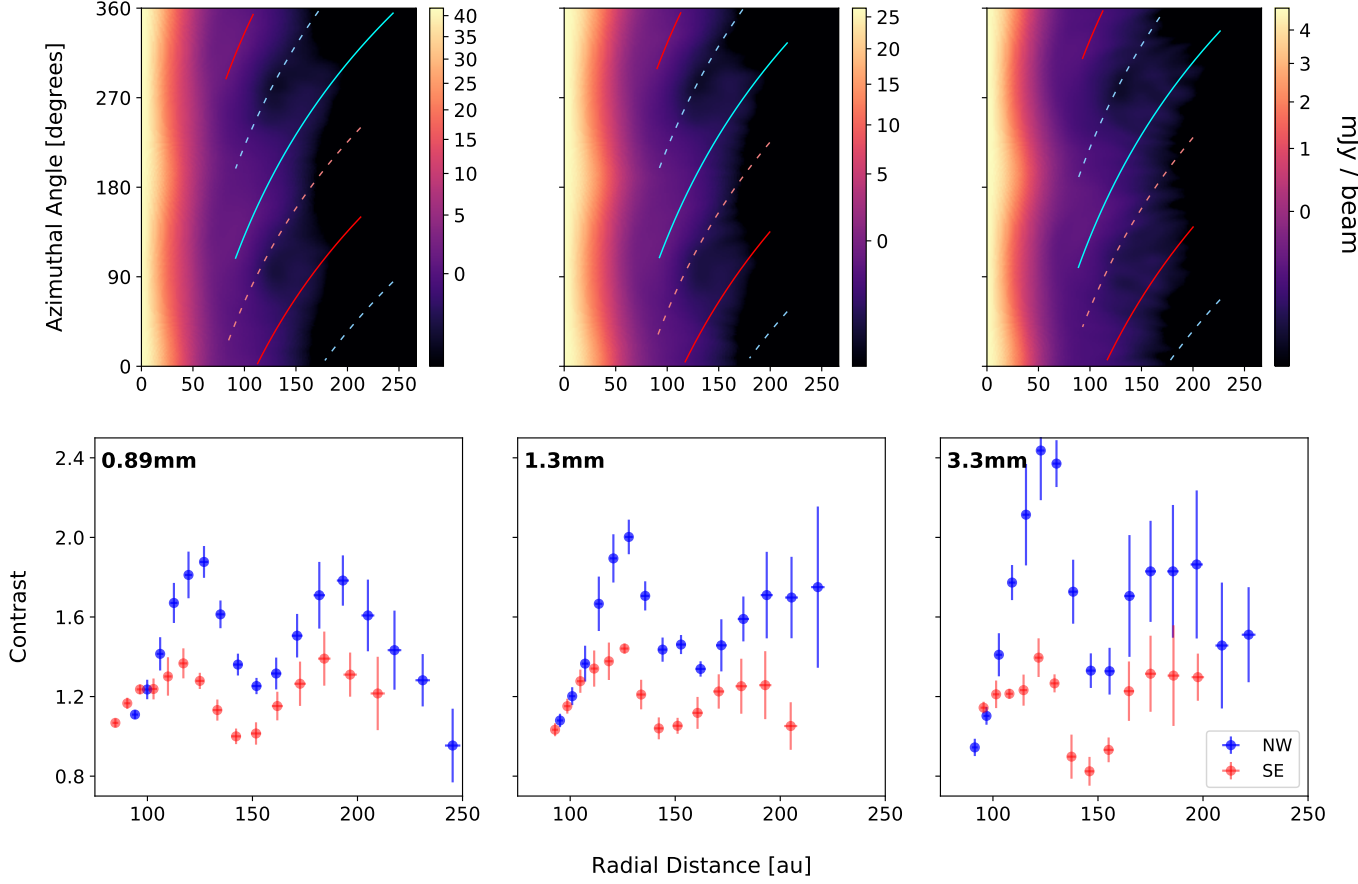 360
270
180
90
0
Azimuthal Angle [degrees]
0 50 100 150 200 250
40
35
30
25
20
15
10
5
0
0 50 100 150 200 250
25
20
15
10
5
0
0 50 100 150 200 250
4
3
2
1
0
mJy / beam
0.89mm
1.3mm
3.3mm
2.4
2.0
1.6
1.2
0.8
Contrast
NW
SE
100 150 200 250
100 150 200 250
100 150 200 250
Radial Distance [au]